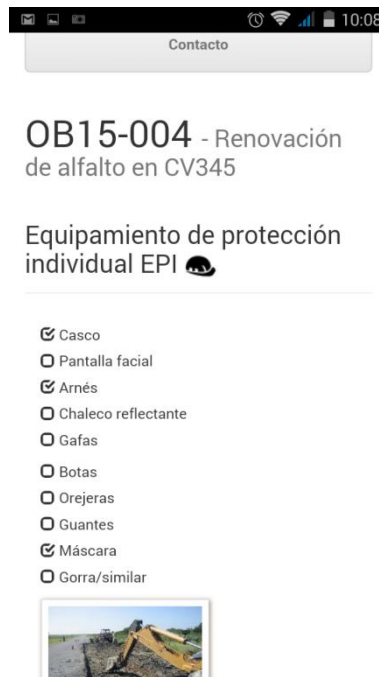 10:08
Contacto
OB15-004 - Renovación
de alfalto en CV345
Equipamiento de protección
individual EPI
Casco
Pantalla facial
Arnés
Chaleco reflectante
Gafas
Botas
Orejeras
Guantes
Máscara
Gorra/similar